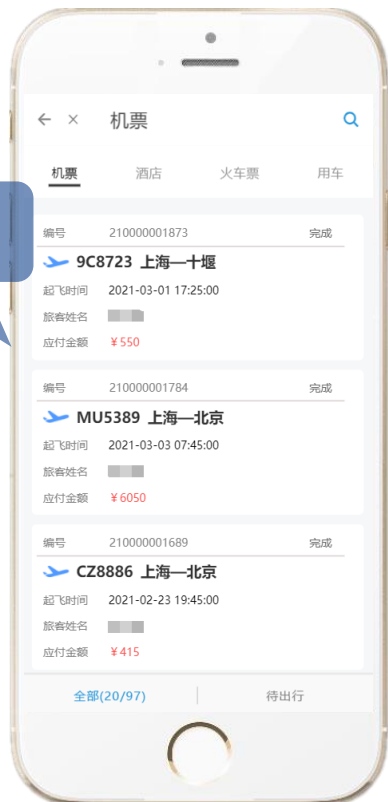 机票
机票 酒店 火车票 用车
编号 210000001873 完成
9C8723 上海—十堰
起飞时间 2021-03-01 17:25:00
旅客姓名
应付金额 ¥550
编号 210000001784 完成
MU5389 上海—北京
起飞时间 2021-03-03 07:45:00
旅客姓名
应付金额 ¥6050
编号 210000001689 完成
CZ8886 上海—北京
起飞时间 2021-02-23 19:45:00
旅客姓名
应付金额 ¥415
全部(20/97) 待出行